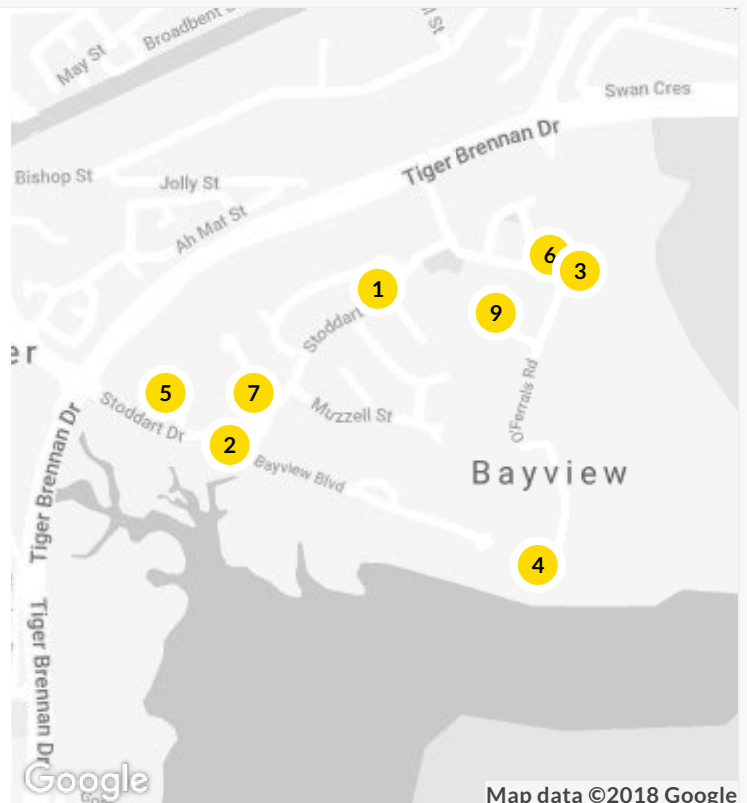 Broadbent
May St
Swan Cres
Tiger Brennan Dr
Bishop St
Jolly St
Ah Mat St
6
3
1
9
Stoddart
er
5
7
O'Ferrals Rd
Stoddart Dr
Muzzell St
2
Bayview Blvd
Bayview
Tiger Brennan Dr
4
Tiger Brennan Dr
Google
Map data ©2018 Google